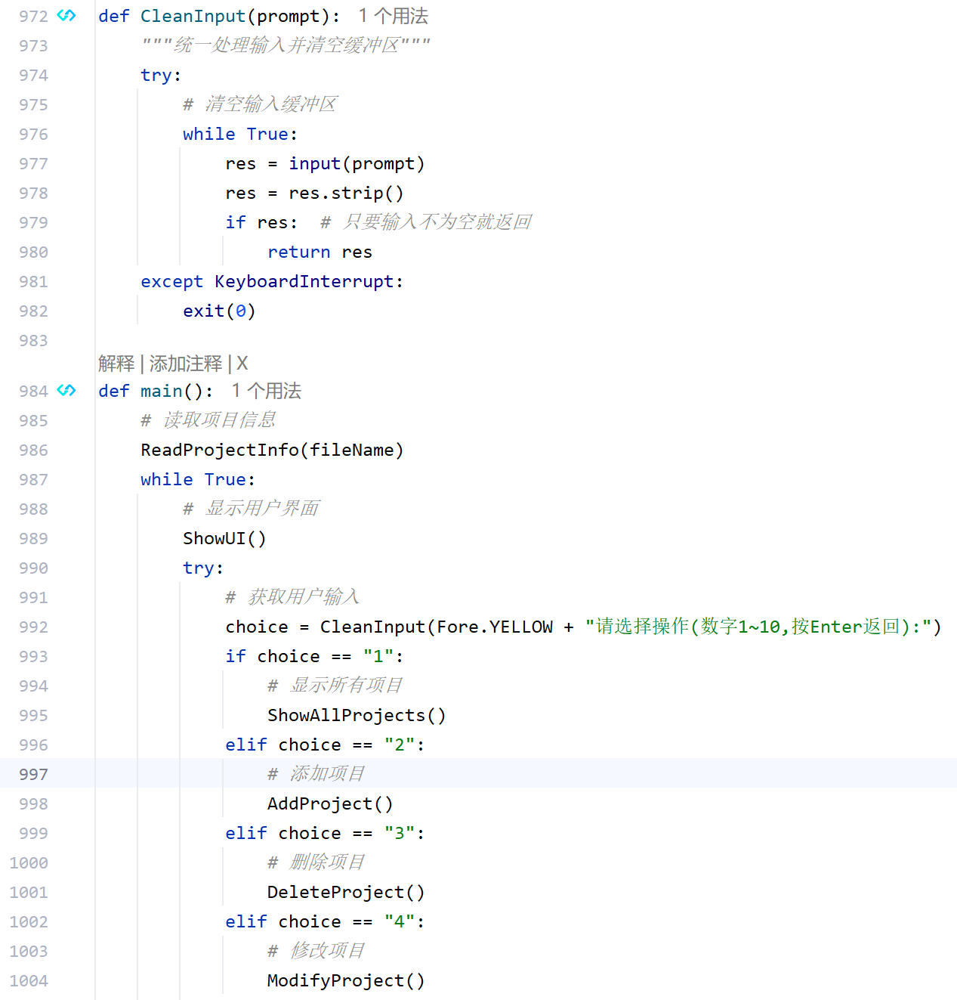 972 def CleanInput(prompt): 1 个用法
973 """统一处理输入并清空缓冲区"""
974 try:
975 # 清空输入缓冲区
976 while True:
977 res = input(prompt)
978 res = res.strip()
979 if res: # 只要输入不为空就返回
980 return res
981 except KeyboardInterrupt:
982 exit(0)
983
解释 | 添加注释 | X
984 def main(): 1 个用法
985 # 读取项目信息
986 ReadProjectInfo(fileName)
987 while True:
988 # 显示用户界面
989 ShowUI()
990 try:
991 # 获取用户输入
992 choice = CleanInput(Fore.YELLOW + "请选择操作(数字1~10,按Enter返回):")
993 if choice == "1":
994 # 显示所有项目
995 ShowAllProjects()
996 elif choice == "2":
997 # 添加项目
998 AddProject()
999 elif choice == "3":
1000 # 删除项目
1001 DeleteProject()
1002 elif choice == "4":
1003 # 修改项目
1004 ModifyProject()